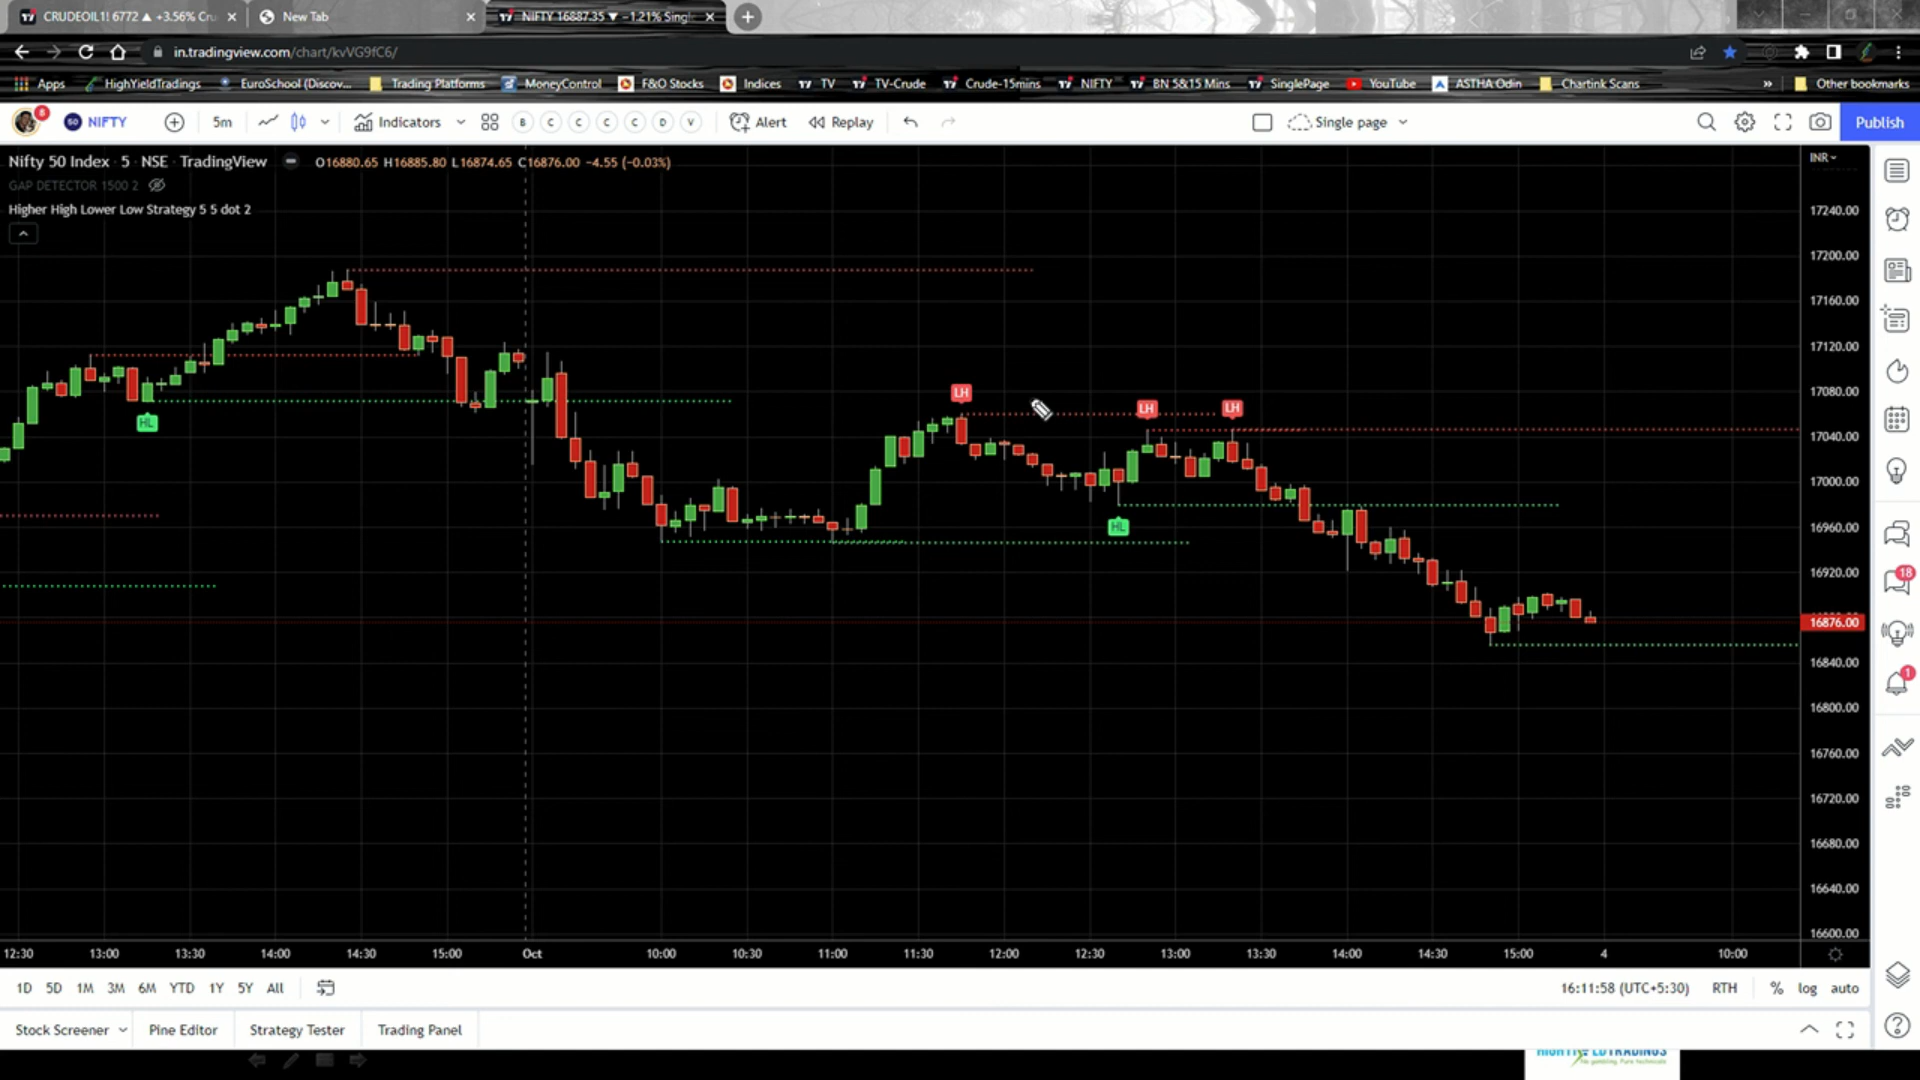 CRUDEOIL1! 6772 ▲ +3.56% Cru
New Tab
NIFTY 16887.35 ▼ −1.21% Singl
in.tradingview.com/chart/kvVG9fC6/
Apps HighYieldTradings EuroSchool (Discov... Trading Platforms MoneyControl F&O Stocks Indices TV TV-Crude Crude-15mins NIFTY BN 5&15 Mins SinglePage YouTube ASTHA Odin Chartink Scans » Other bookmarks
6 50 NIFTY 5m Indicators B C C C C D V Alert Replay Single page Publish
Nifty 50 Index · 5 · NSE TradingView O16880.65 H16885.80 L16874.65 C16876.00 −4.55 (−0.03%)
INR
GAP DETECTOR 1500 2
Higher High Lower Low Strategy 5 5 dot 2
17240.00
17200.00
17160.00
17120.00
17080.00
17040.00
17000.00
16960.00
16920.00
16876.00
16840.00
16800.00
16760.00
16720.00
16680.00
16640.00
16600.00
LH
LH
LH
HL
HL
18
1
12:30 13:00 13:30 14:00 14:30 15:00 Oct 10:00 10:30 11:00 11:30 12:00 12:30 13:00 13:30 14:00 14:30 15:00 4 10:00
1D 5D 1M 3M 6M YTD 1Y 5Y All
16:11:58 (UTC+5:30) RTH % log auto
Stock Screener Pine Editor Strategy Tester Trading Panel